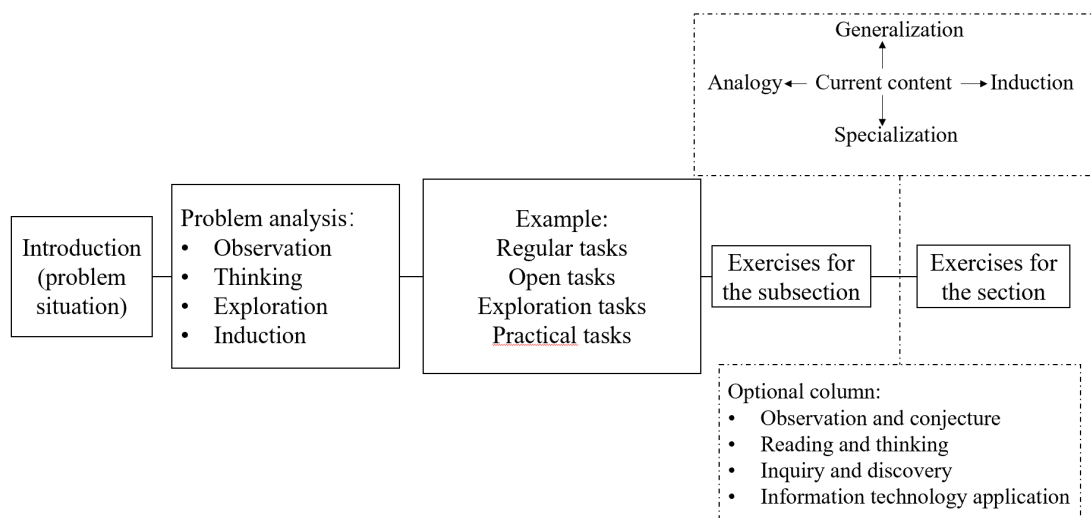 Generalization
Analogy Current content Induction
Specialization
Introduction
(problem
situation)
Problem analysis：
• Observation
• Thinking
• Exploration
• Induction
Example:
Regular tasks
Open tasks
Exploration tasks
Practical tasks
Exercises for
the subsection
Exercises for
the section
Optional column:
• Observation and conjecture
• Reading and thinking
• Inquiry and discovery
• Information technology application